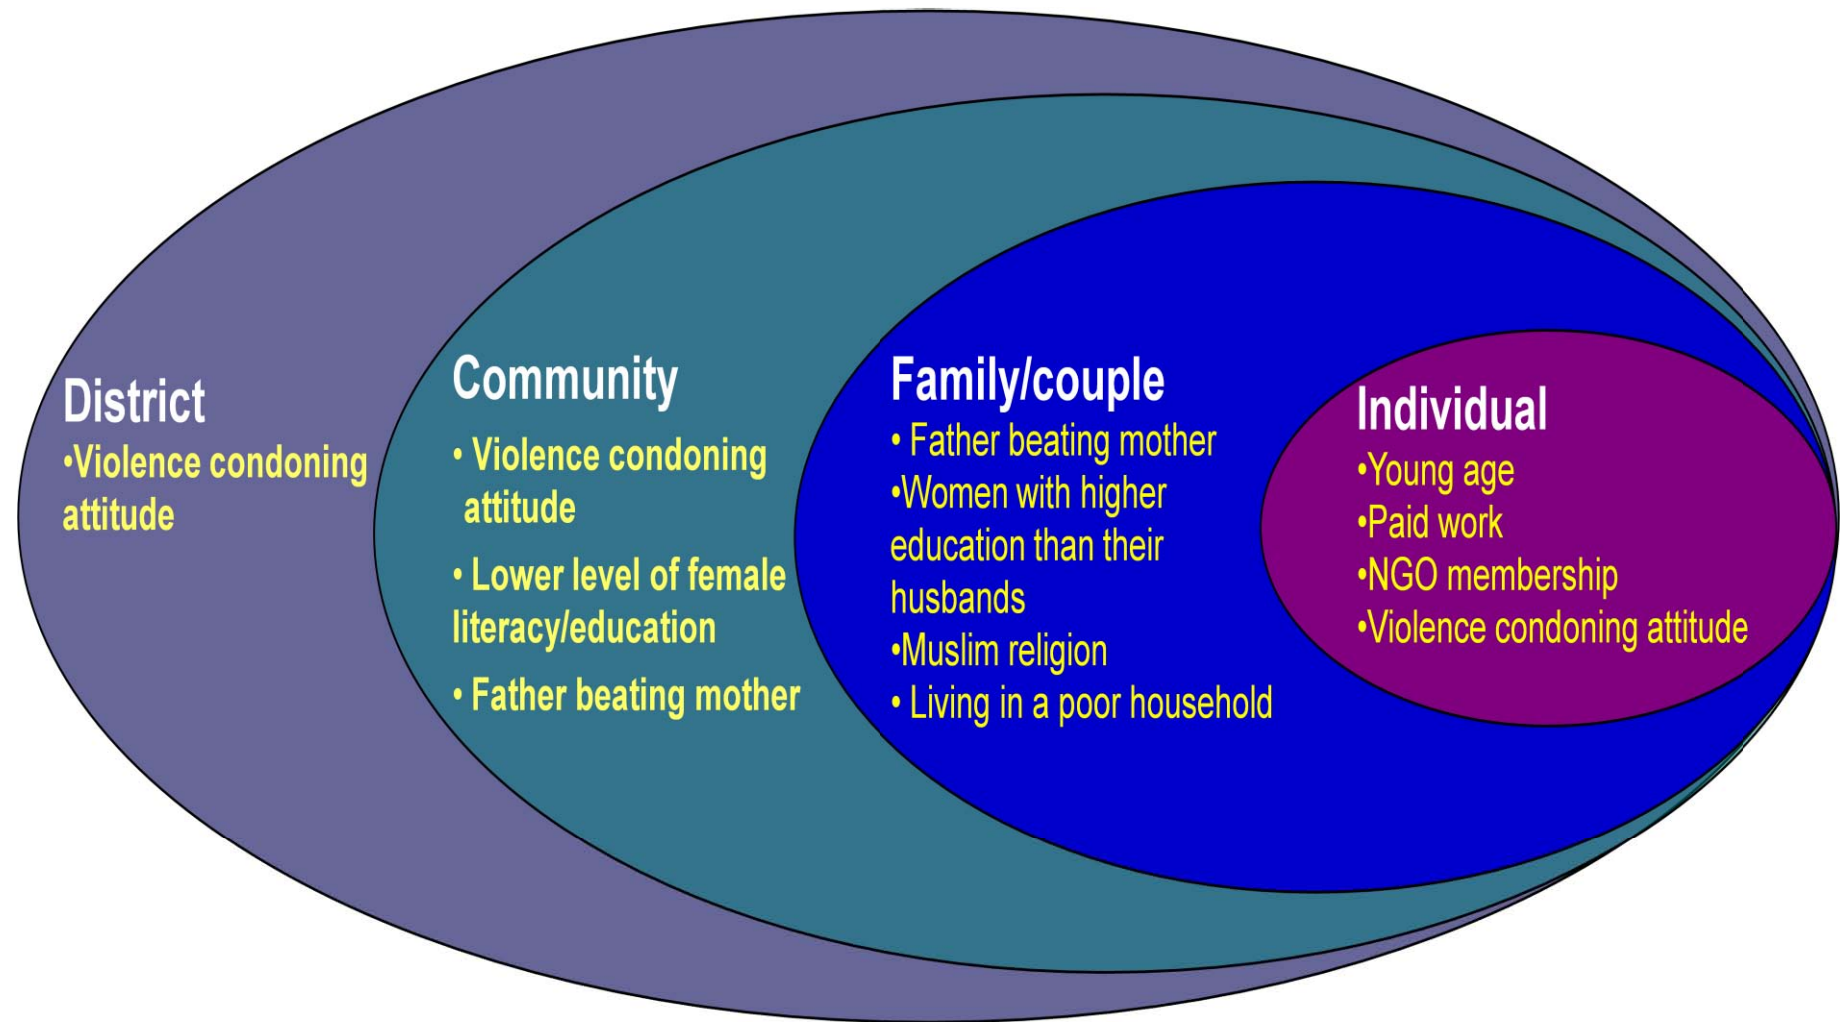 District
•Violence condoning
attitude
Community
• Violence condoning
attitude
• Lower level of female
literacy/education
• Father beating mother
Family/couple
• Father beating mother
•Women with higher
education than their
husbands
•Muslim religion
• Living in a poor household
Individual
•Young age
•Paid work
•NGO membership
•Violence condoning attitude